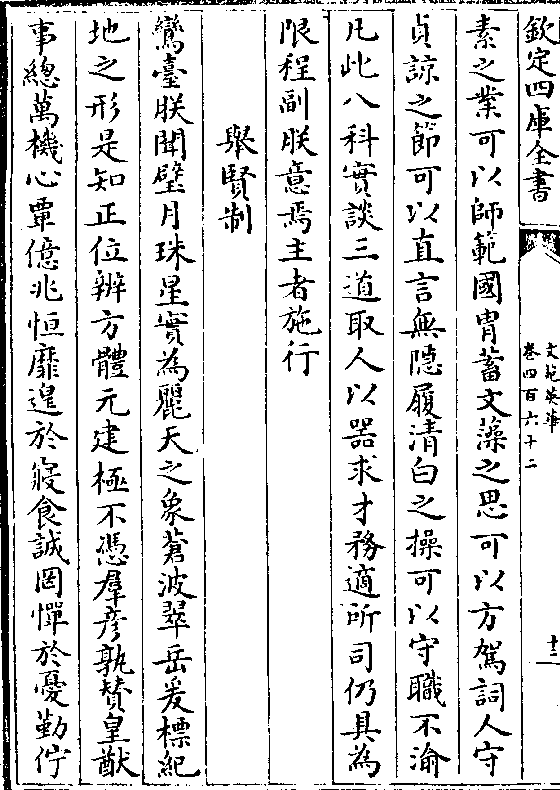 欽定四庫全書
文苑英華
卷四百六十二
十二
素之業可以師範國胄蓄文藻之思可以方駕詞人守
貞諒之節可以直言無隱履清白之操可以守職不渝
凡此八科實談三道取人以器求才務適所司仍具為
限程副朕意焉主者施行
舉賢制
鸞臺朕聞璧月珠星實為麗天之象蒼波翠岳爰標紀
地之形是知正位辨方體元建極不憑羣彦孰贊皇猷
朕總萬機心覃億兆恒靡遑於寢食誠罔憚於憂勤佇